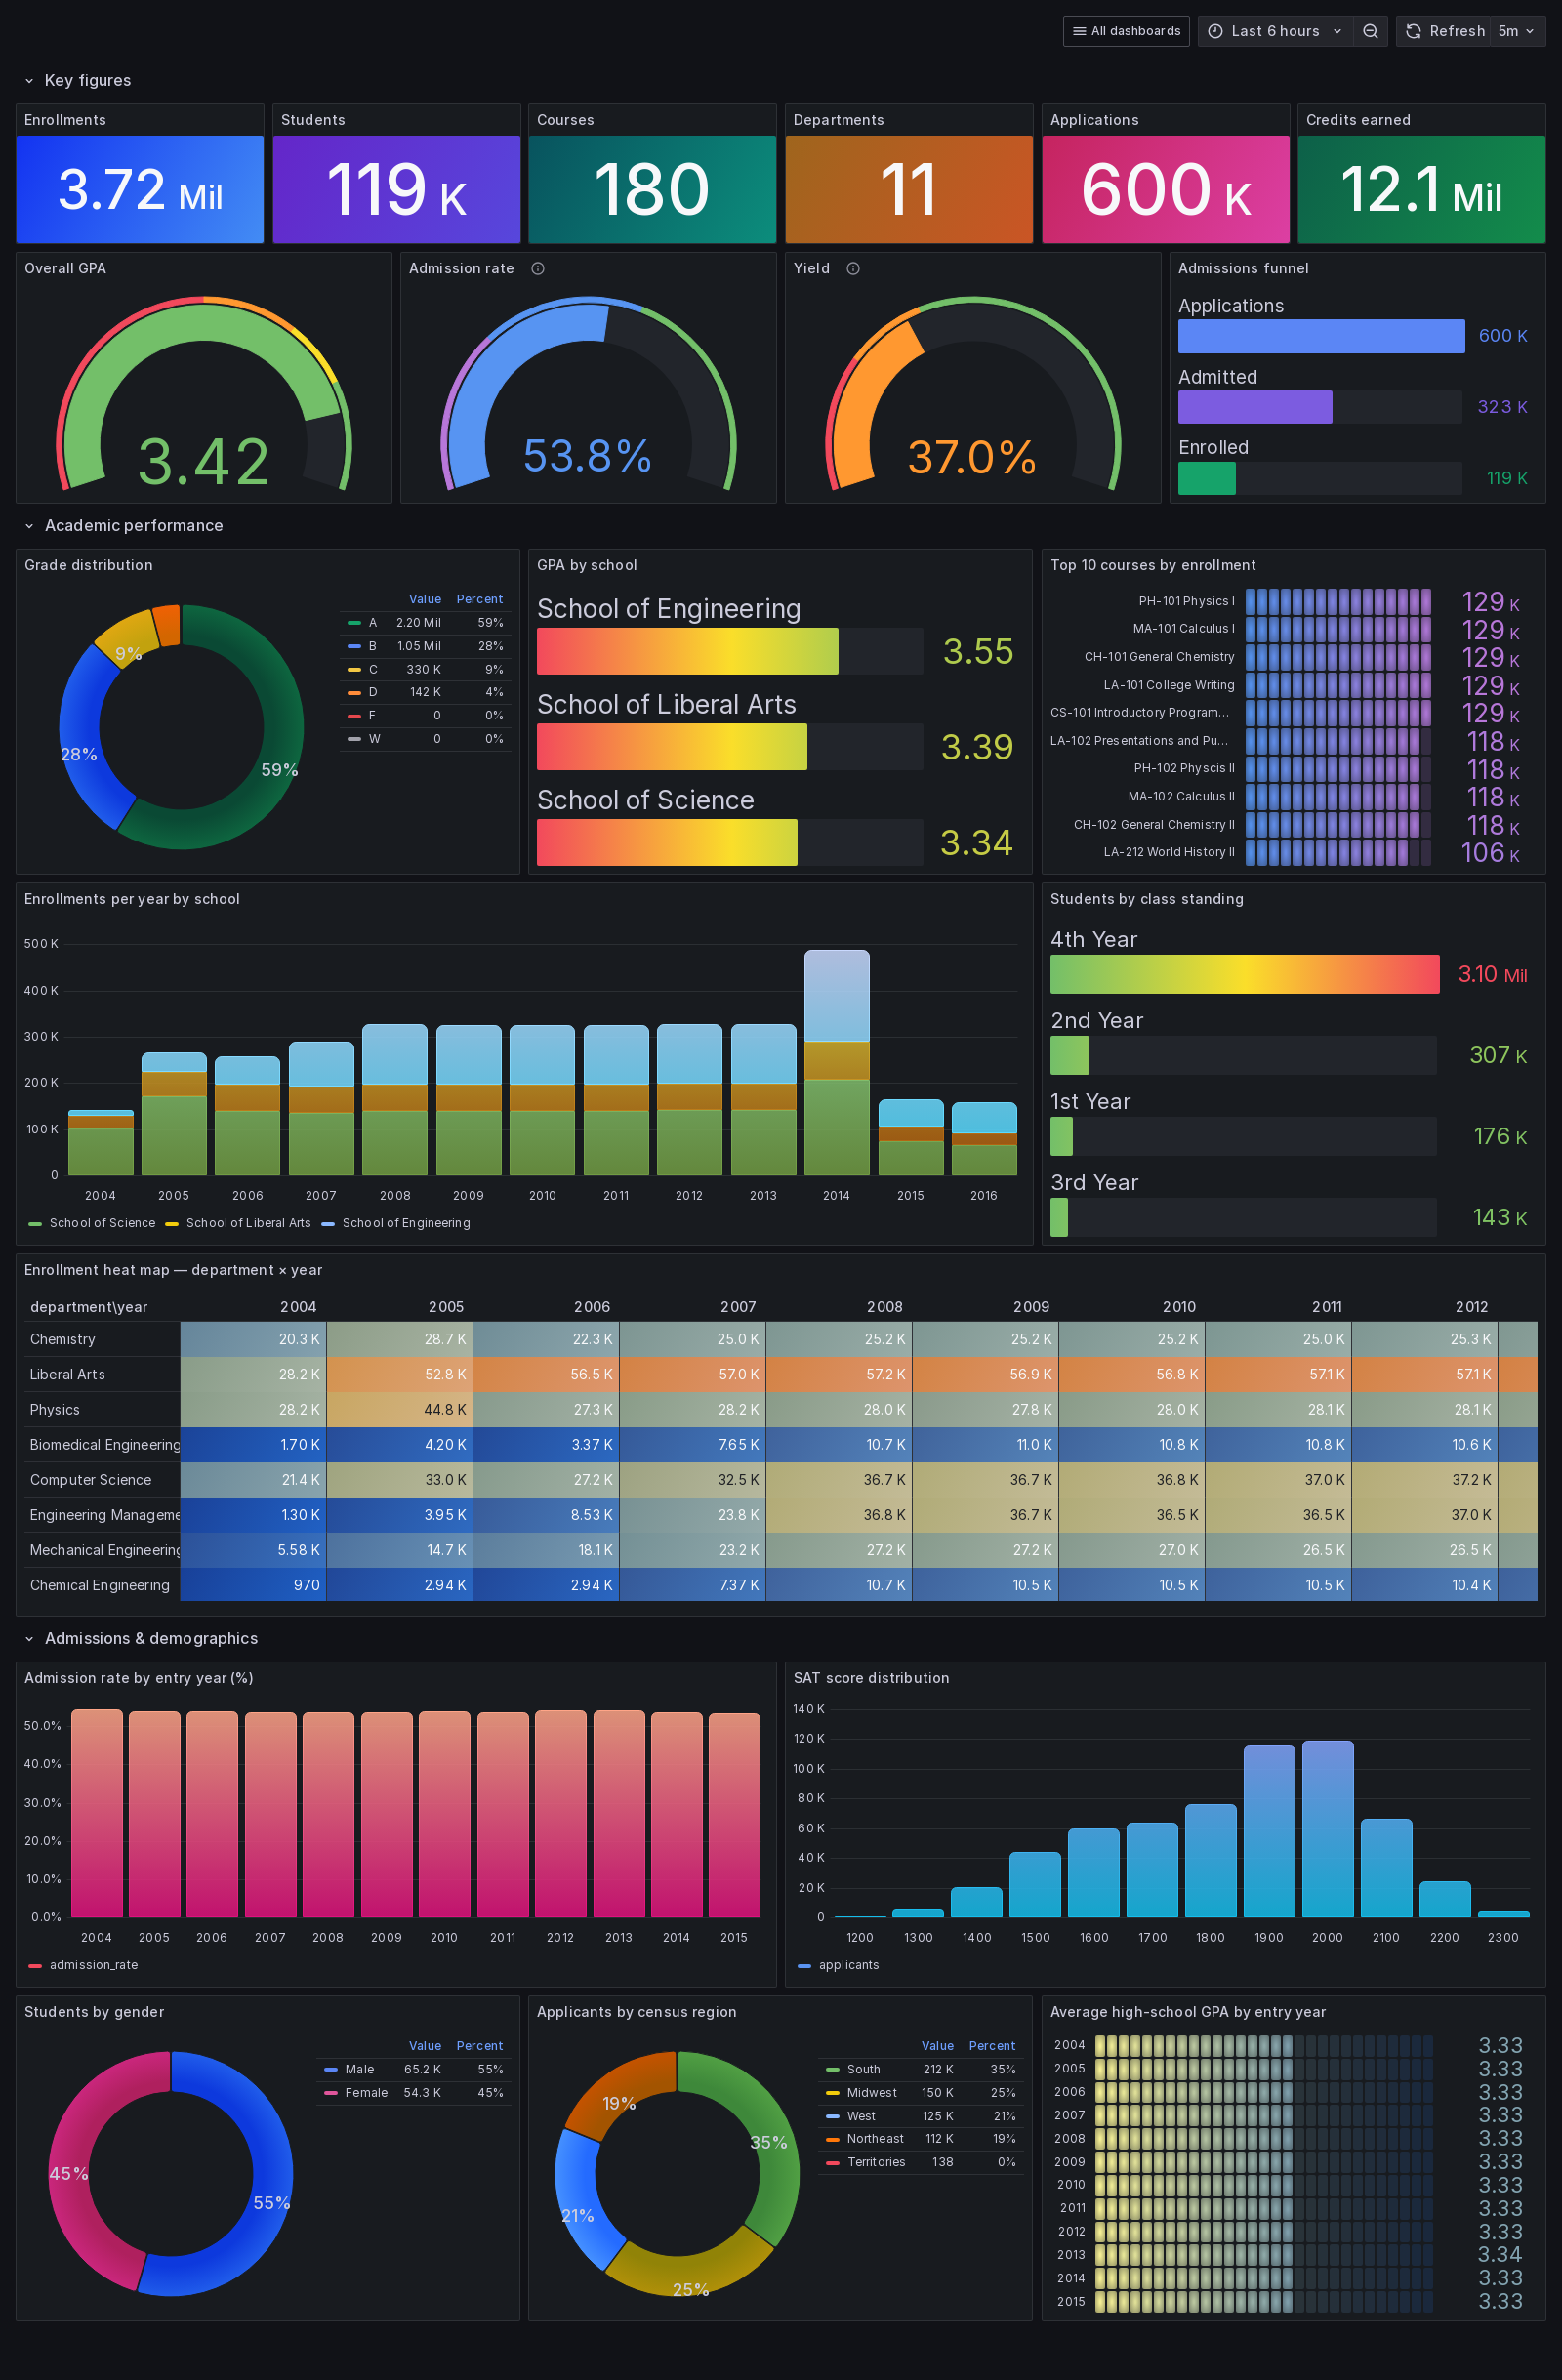 All dashboards
Last 6 hours
Refresh
5m
Key figures
Enrollments
3.72 Mil
Students
119 K
Courses
180
Departments
11
Applications
600 K
Credits earned
12.1 Mil
Overall GPA
3.42
Admission rate
53.8%
Yield
37.0%
Admissions funnel
Applications
600 K
Admitted
323 K
Enrolled
119 K
Academic performance
Grade distribution
9%
28%
59%
Value Percent
A 2.20 Mil 59%
B 1.05 Mil 28%
C 330 K 9%
D 142 K 4%
F 0 0%
W 0 0%
GPA by school
School of Engineering
3.55
School of Liberal Arts
3.39
School of Science
3.34
Top 10 courses by enrollment
PH-101 Physics I 129 K
MA-101 Calculus I 129 K
CH-101 General Chemistry 129 K
LA-101 College Writing 129 K
CS-101 Introductory Program... 129 K
LA-102 Presentations and Pu... 118 K
PH-102 Physcis II 118 K
MA-102 Calculus II 118 K
CH-102 General Chemistry II 118 K
LA-212 World History II 106 K
Enrollments per year by school
500 K
400 K
300 K
200 K
100 K
0
2004 2005 2006 2007 2008 2009 2010 2011 2012 2013 2014 2015 2016
School of Science School of Liberal Arts School of Engineering
Students by class standing
4th Year
3.10 Mil
2nd Year
307 K
1st Year
176 K
3rd Year
143 K
Enrollment heat map — department × year
department\year 2004 2005 2006 2007 2008 2009 2010 2011 2012
Chemistry 20.3 K 28.7 K 22.3 K 25.0 K 25.2 K 25.2 K 25.2 K 25.0 K 25.3 K
Liberal Arts 28.2 K 52.8 K 56.5 K 57.0 K 57.2 K 56.9 K 56.8 K 57.1 K 57.1 K
Physics 28.2 K 44.8 K 27.3 K 28.2 K 28.0 K 27.8 K 28.0 K 28.1 K 28.1 K
Biomedical Engineering 1.70 K 4.20 K 3.37 K 7.65 K 10.7 K 11.0 K 10.8 K 10.8 K 10.6 K
Computer Science 21.4 K 33.0 K 27.2 K 32.5 K 36.7 K 36.7 K 36.8 K 37.0 K 37.2 K
Engineering Manageme 1.30 K 3.95 K 8.53 K 23.8 K 36.8 K 36.7 K 36.5 K 36.5 K 37.0 K
Mechanical Engineering 5.58 K 14.7 K 18.1 K 23.2 K 27.2 K 27.2 K 27.0 K 26.5 K 26.5 K
Chemical Engineering 970 2.94 K 2.94 K 7.37 K 10.7 K 10.5 K 10.5 K 10.5 K 10.4 K
Admissions & demographics
Admission rate by entry year (%)
50.0%
40.0%
30.0%
20.0%
10.0%
0.0%
2004 2005 2006 2007 2008 2009 2010 2011 2012 2013 2014 2015
admission_rate
SAT score distribution
140 K
120 K
100 K
80 K
60 K
40 K
20 K
0
1200 1300 1400 1500 1600 1700 1800 1900 2000 2100 2200 2300
applicants
Students by gender
45%
55%
Value Percent
Male 65.2 K 55%
Female 54.3 K 45%
Applicants by census region
19%
35%
21%
25%
Value Percent
South 212 K 35%
Midwest 150 K 25%
West 125 K 21%
Northeast 112 K 19%
Territories 138 0%
Average high-school GPA by entry year
2004 3.33
2005 3.33
2006 3.33
2007 3.33
2008 3.33
2009 3.33
2010 3.33
2011 3.33
2012 3.33
2013 3.34
2014 3.33
2015 3.33